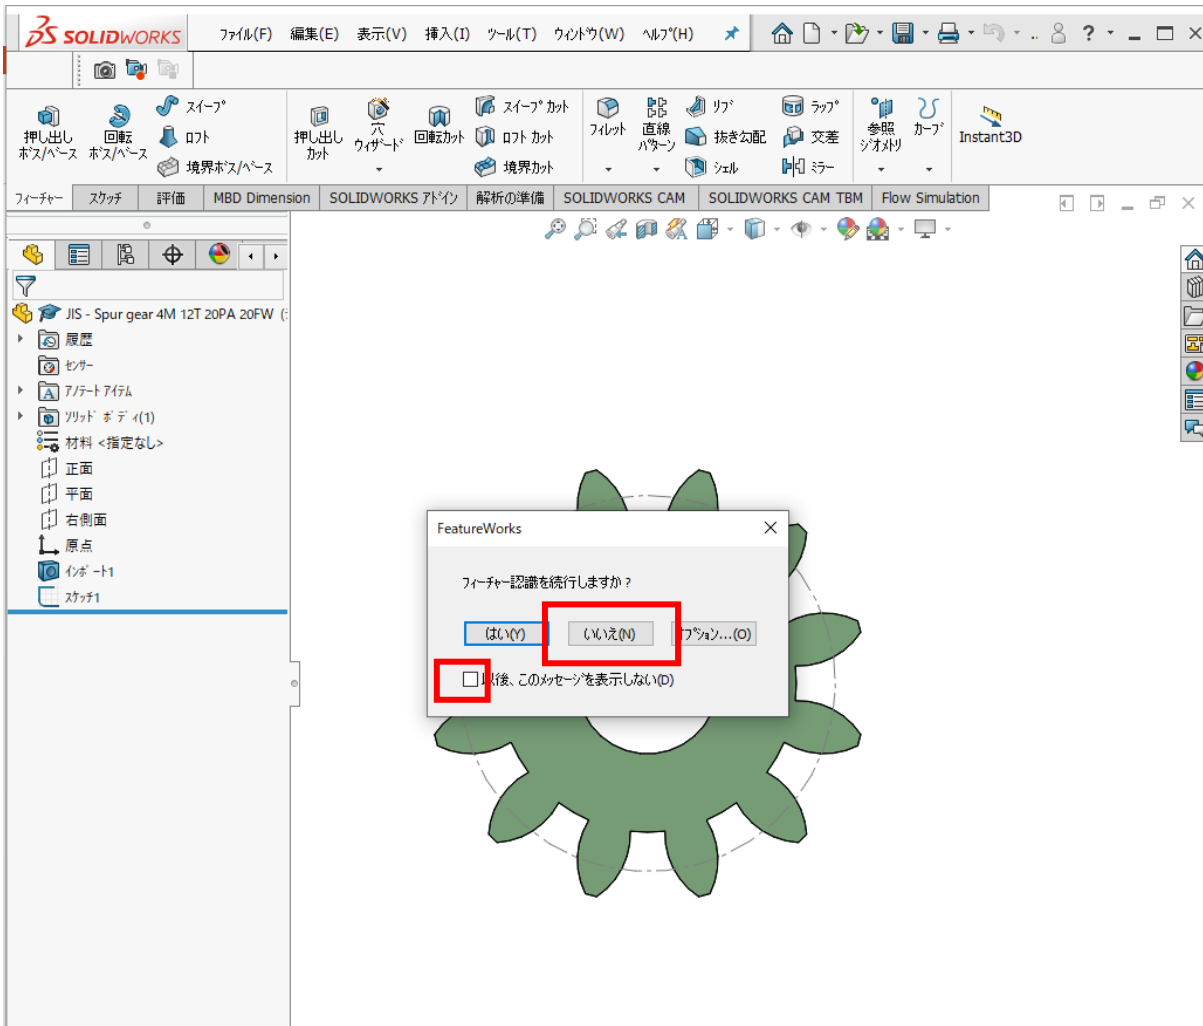 SOLIDWORKS ファイル(F) 編集(E) 表示(V) 挿入(I) ツール(T) ウィンドウ(W) ヘルプ(H)
押し出しボス/ベース
回転ボス/ベース
スイープ
ロフト
境界ボス/ベース
押し出しカット
穴ウィザード
回転カット
スイープ カット
ロフト カット
境界カット
フィレット
直線パターン
リブ
抜き勾配
シェル
ラップ
交差
ミラー
参照ジオメトリ
カーブ
Instant3D
フィーチャー スケッチ 評価 MBD Dimension SOLIDWORKS アドイン 解析の準備 SOLIDWORKS CAM SOLIDWORKS CAM TBM Flow Simulation
JIS - Spur gear 4M 12T 20PA 20FW
履歴
センサー
アノテート アイテム
ソリッド ボディ(1)
材料 <指定なし>
正面
平面
右側面
原点
インポート1
スケッチ1
FeatureWorks
フィーチャー認識を続行しますか ?
はい(Y) いいえ(N) オプション...(O)
以後、このメッセージを表示しない(D)